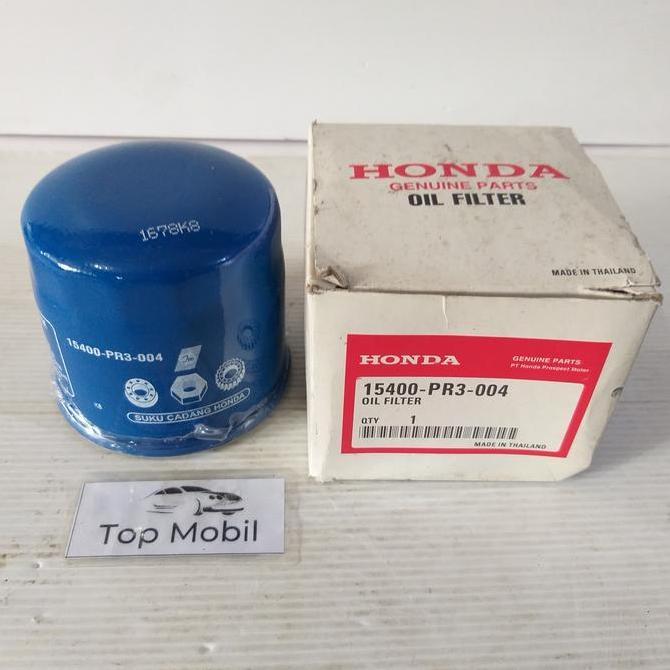 1678K8
15400-PR3-004
SUKU CADANG HONDA
Top Mobil
HONDA
GENUINE PARTS
OIL FILTER
MADE IN THAILAND
HONDA
GENUINE PARTS
PT Honda Prospect Motor
15400-PR3-004
OIL FILTER
QTY 1
MADE IN THAILAND